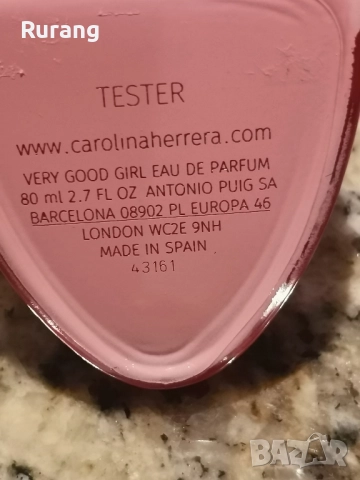 Rurang
TESTER
www.carolinaherrera.com
VERY GOOD GIRL EAU DE PARFUM
80 ml 2.7 FL OZ ANTONIO PUIG SA
BARCELONA 08902 PL EUROPA 46
LONDON WC2E 9NH
MADE IN SPAIN
43161
BAZAR